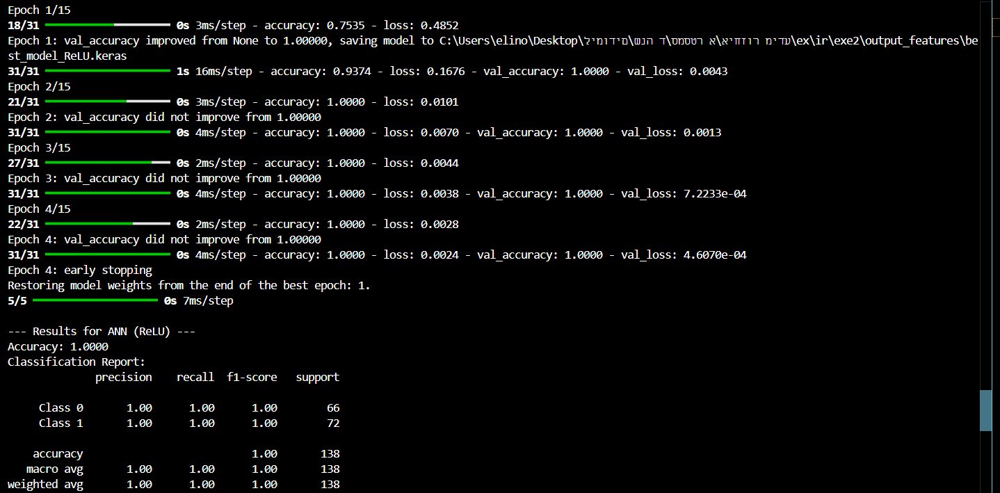 Epoch 1/15
18/31 0s 3ms/step - accuracy: 0.7535 - loss: 0.4852
Epoch 1: val_accuracy improved from None to 1.00000, saving model to C:\Users\elino\Desktop\לימודים\שנה ד\סמסטר א\איחזור מידע\ex\ir\exe2\output_features\be
st_model_ReLU.keras
31/31 1s 16ms/step - accuracy: 0.9374 - loss: 0.1676 - val_accuracy: 1.0000 - val_loss: 0.0043
Epoch 2/15
21/31 0s 3ms/step - accuracy: 1.0000 - loss: 0.0101
Epoch 2: val_accuracy did not improve from 1.00000
31/31 0s 4ms/step - accuracy: 1.0000 - loss: 0.0070 - val_accuracy: 1.0000 - val_loss: 0.0013
Epoch 3/15
27/31 0s 2ms/step - accuracy: 1.0000 - loss: 0.0044
Epoch 3: val_accuracy did not improve from 1.00000
31/31 0s 4ms/step - accuracy: 1.0000 - loss: 0.0038 - val_accuracy: 1.0000 - val_loss: 7.2233e-04
Epoch 4/15
22/31 0s 2ms/step - accuracy: 1.0000 - loss: 0.0028
Epoch 4: val_accuracy did not improve from 1.00000
31/31 0s 4ms/step - accuracy: 1.0000 - loss: 0.0024 - val_accuracy: 1.0000 - val_loss: 4.6070e-04
Epoch 4: early stopping
Restoring model weights from the end of the best epoch: 1.
5/5 0s 7ms/step
--- Results for ANN (ReLU) ---
Accuracy: 1.0000
Classification Report:
precision recall f1-score support
Class 0 1.00 1.00 1.00 66
Class 1 1.00 1.00 1.00 72
accuracy 1.00 138
macro avg 1.00 1.00 1.00 138
weighted avg 1.00 1.00 1.00 138